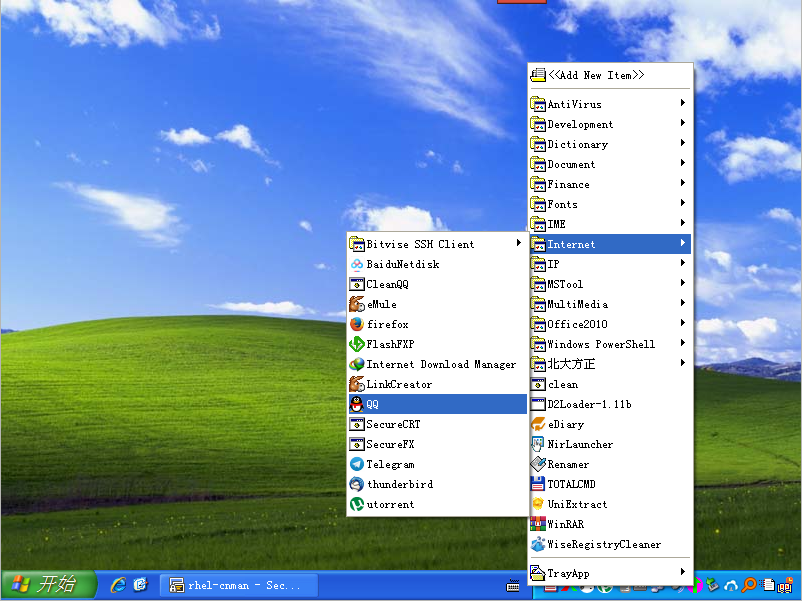 <<Add New Item>>
AntiVirus
Development
Dictionary
Document
Finance
Fonts
IME
Internet
IP
MSTool
MultiMedia
Office2010
Windows PowerShell
北大方正
clean
D2Loader-1.11b
eDiary
NirLauncher
Renamer
TOTALCMD
UniExtract
WinRAR
WiseRegistryCleaner
TrayApp
Bitvise SSH Client
BaiduNetdisk
CleanQQ
eMule
firefox
FlashFXP
Internet Download Manager
LinkCreator
QQ
SecureCRT
SecureFX
Telegram
thunderbird
utorrent
开始
rhel-cnman - Sec...